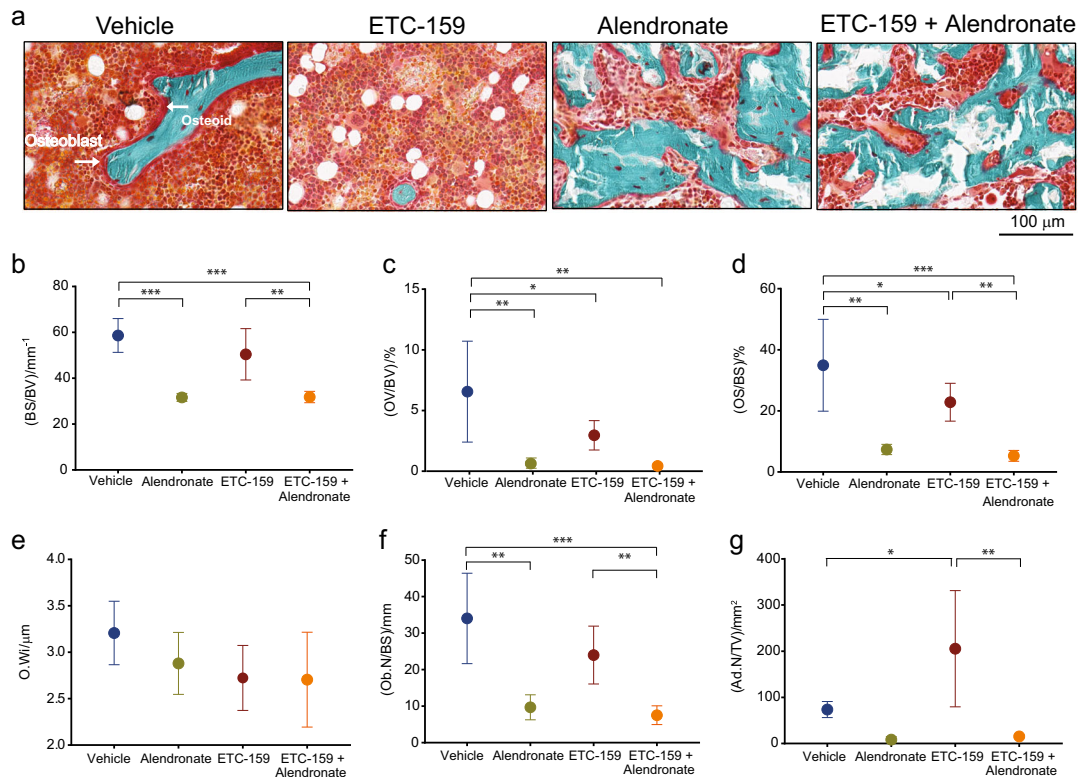 a
Vehicle
ETC-159
Alendronate
ETC-159 + Alendronate
Osteoid
Osteoblast
100 μm
b
(BS/BV)/mm⁻¹
80
60
40
20
0
***
***
**
Vehicle
Alendronate
ETC-159
ETC-159 +
Alendronate
c
(OV/BV)/%
15
10
5
0
**
*
**
Vehicle
Alendronate
ETC-159
ETC-159 +
Alendronate
d
(OS/BS)/%
60
40
20
0
***
*
**
**
Vehicle
Alendronate
ETC-159
ETC-159 +
Alendronate
e
O.Wi/μm
4.0
3.5
3.0
2.5
2.0
Vehicle
Alendronate
ETC-159
ETC-159 +
Alendronate
f
(Ob.N/BS)/mm
50
40
30
20
10
0
***
**
**
Vehicle
Alendronate
ETC-159
ETC-159 +
Alendronate
g
(Ad.N/TV)/mm²
400
300
200
100
0
*
**
Vehicle
Alendronate
ETC-159
ETC-159 +
Alendronate